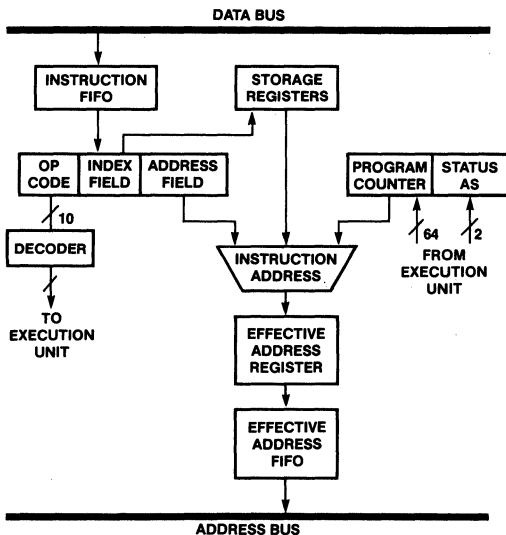 DATA BUS
INSTRUCTION
FIFO
STORAGE
REGISTERS
OP
CODE
INDEX
FIELD
ADDRESS
FIELD
PROGRAM
COUNTER
STATUS
AS
10
DECODER
TO
EXECUTION
UNIT
INSTRUCTION
ADDRESS
64
2
FROM
EXECUTION
UNIT
EFFECTIVE
ADDRESS
REGISTER
EFFECTIVE
ADDRESS
FIFO
ADDRESS BUS